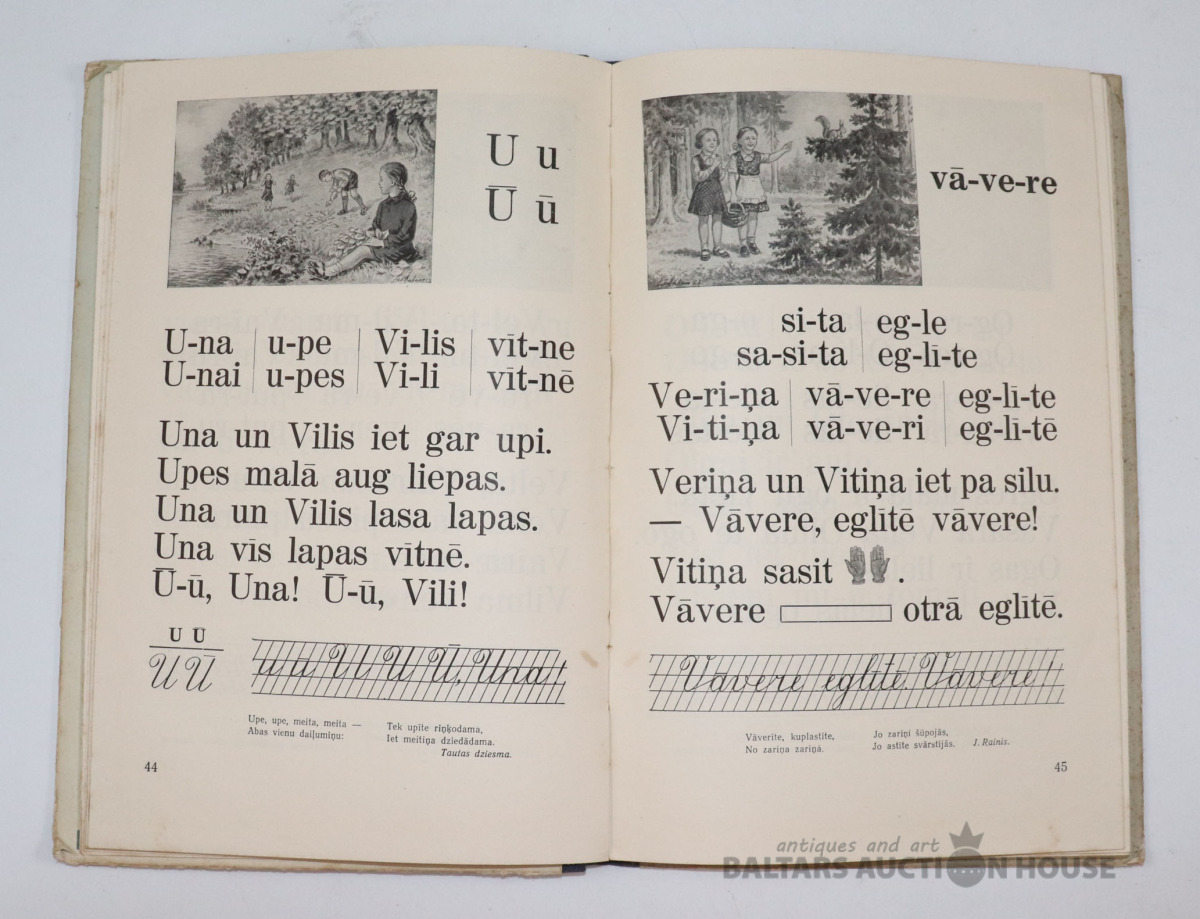 U u
Ū ū
U-na u-pe Vi-lis vīt-ne
U-nai u-pes Vi-li vīt-nē
Una un Vilis iet gar upi.
Upes malā aug liepas.
Una un Vilis lasa lapas.
Una vīs lapas vītnē.
Ū-ū, Una! Ū-ū, Vili!
U Ū
U Ū
u ū U U Ū, Una
Upe, upe, meita, meita —
Abas vienu daiļumiņu:
Tek upīte riņķodama,
Iet meitiņa dziedādama.
Tautas dziesma.
44
vā-ve-re
si-ta eg-le
sa-si-ta eg-lī-te
Ve-ri-ņa vā-ve-re eg-lī-te
Vi-ti-ņa vā-ve-ri eg-lī-tē
Veriņa un Vitiņa iet pa silu.
— Vāvere, eglītē vāvere!
Vitiņa sasit .
Vāvere otrā eglītē.
Vāvere eglītē. Vāvere
Vāverīte, kuplastīte,
No zariņa zariņā.
Jo zariņi šūpojās,
Jo astīte svārstījās. J. Rainis.
45
antiques and art
BALTARS AUCTION HOUSE